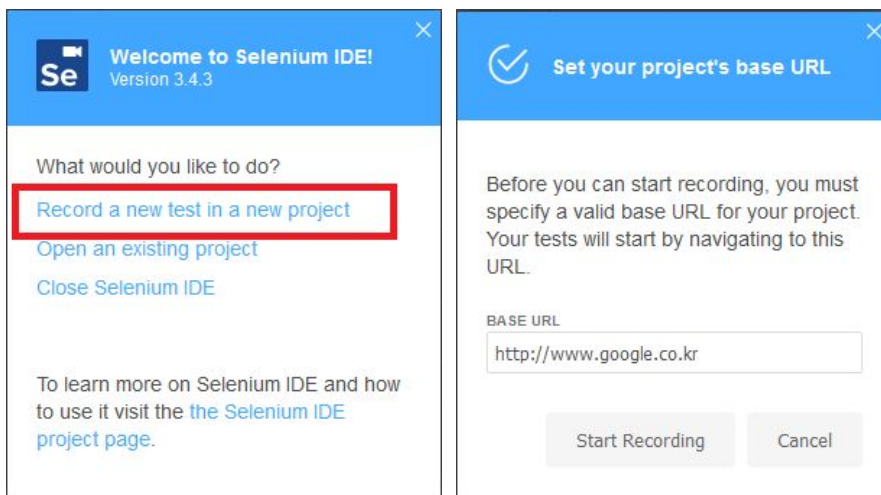 Se
Welcome to Selenium IDE!
Version 3.4.3
What would you like to do?
Record a new test in a new project
Open an existing project
Close Selenium IDE
To learn more on Selenium IDE and how
to use it visit the the Selenium IDE
project page.
Set your project's base URL
Before you can start recording, you must
specify a valid base URL for your project.
Your tests will start by navigating to this
URL.
BASE URL
http://www.google.co.kr
Start Recording
Cancel